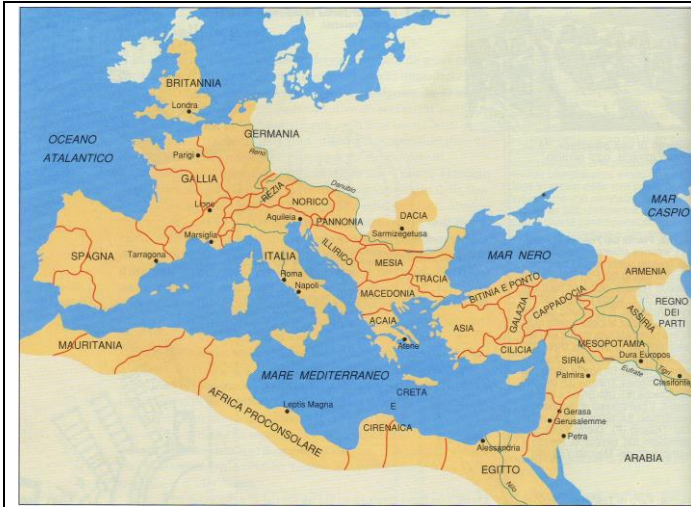 BRITANNIA
Londra
OCEANO
ATALANTICO
GERMANIA
Reno
Parigi
GALLIA
REZIA
Danubio
NORICO
Lione
Aquileia
PANNONIA
DACIA
Sarmizegetusa
MAR
CASPIO
Marsiglia
ILLIRICO
MAR NERO
SPAGNA
Tarragona
ITALIA
MESIA
Roma
Napoli
TRACIA
MACEDONIA
BITINIA E PONTO
ARMENIA
GALAZIA
CAPPADOCIA
REGNO
DEI
PARTI
ACAIA
ASIA
ASSIRIA
Atene
CILICIA
MESOPOTAMIA
MAURITANIA
SIRIA
Dura Europos
Tigri
Eufrate
Palmira
Ctesifonte
MARE MEDITERRANEO
CRETA
E
CIRENAICA
Leptis Magna
AFRICA PROCONSOLARE
Gerasa
Gerusalemme
Petra
Alessandria
EGITTO
Nilo
ARABIA